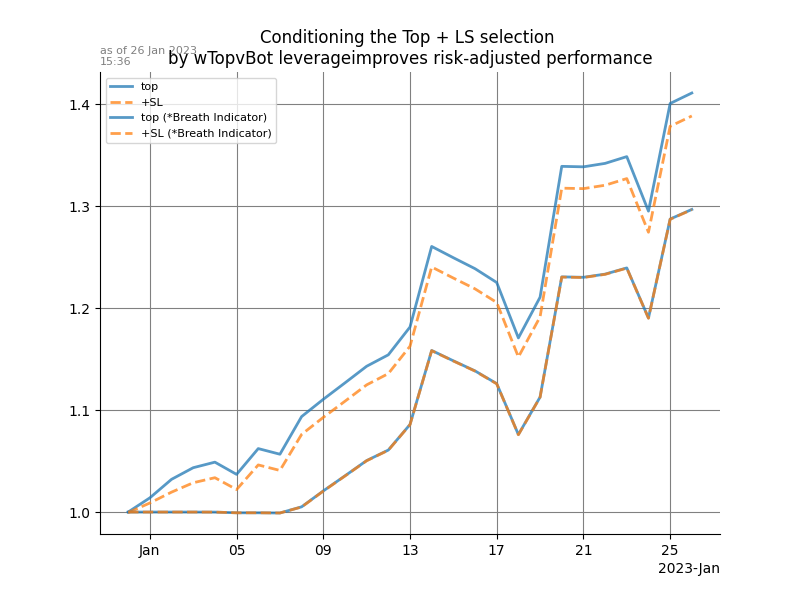 Conditioning the Top + LS selection
by wTopvBot leverageimproves risk-adjusted performance
as of 26 Jan 2023
15:36
top
+SL
top (*Breath Indicator)
+SL (*Breath Indicator)
1.4
1.3
1.2
1.1
1.0
Jan 05 09 13 17 21 25
2023-Jan